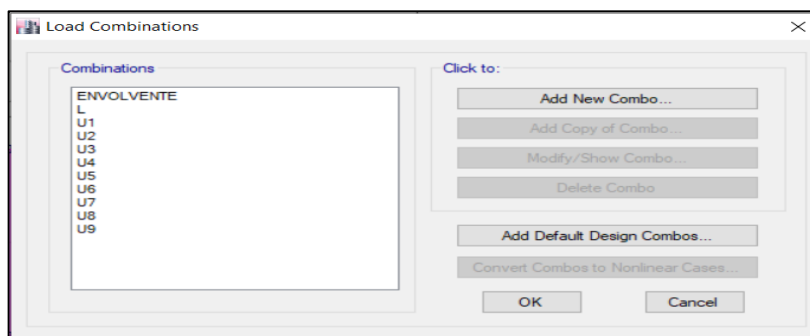 Load Combinations
Combinations
ENVOLVENTE
L
U1
U2
U3
U4
U5
U6
U7
U8
U9
Click to:
Add New Combo...
Add Copy of Combo...
Modify/Show Combo...
Delete Combo
Add Default Design Combos...
Convert Combos to Nonlinear Cases...
OK
Cancel